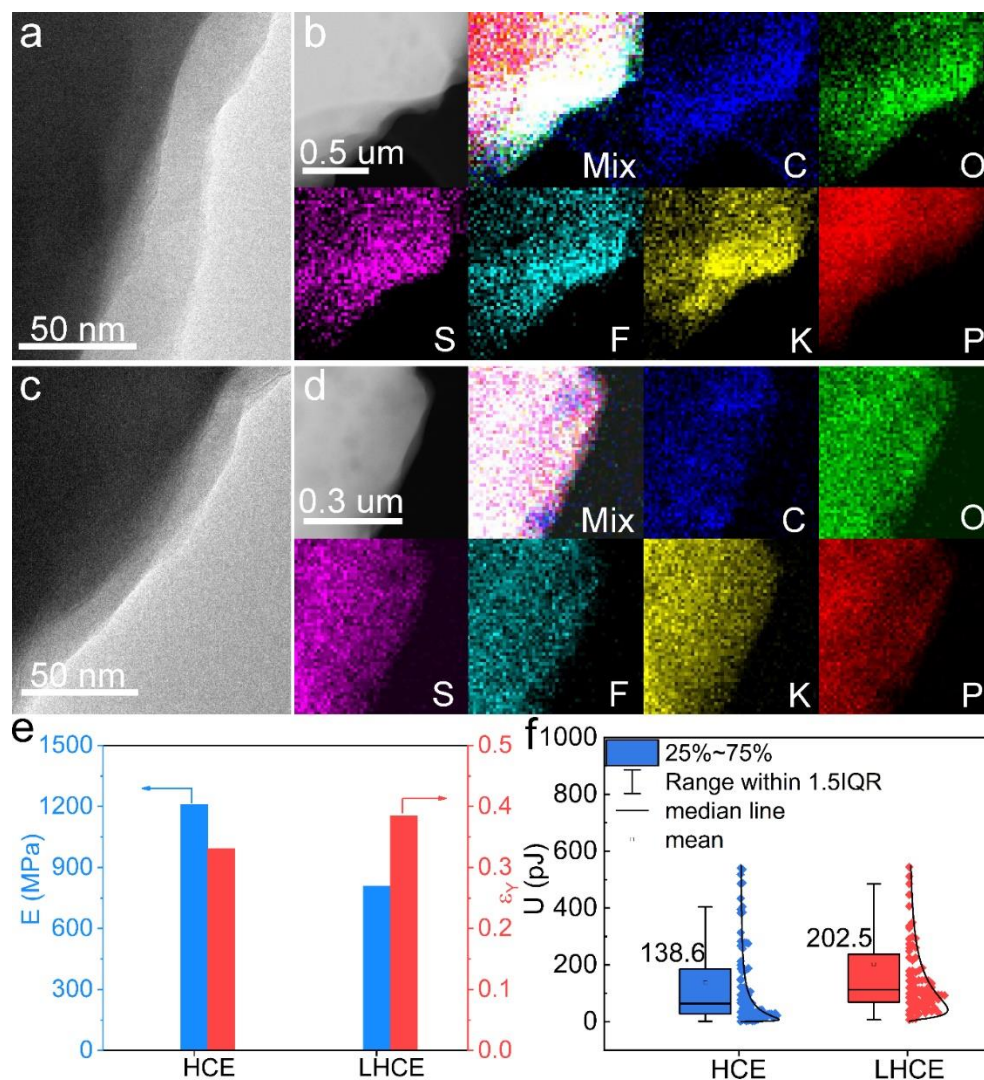 a
50 nm
b
0.5 um
Mix
C
O
S
F
K
P
c
50 nm
d
0.3 um
Mix
C
O
S
F
K
P
e
1500
1200
900
600
300
0
E (MPa)
0.5
0.4
0.3
0.2
0.1
0.0
εY
HCE
LHCE
f
1000
800
600
400
200
0
U (pJ)
25%~75%
Range within 1.5IQR
median line
mean
138.6
202.5
HCE
LHCE